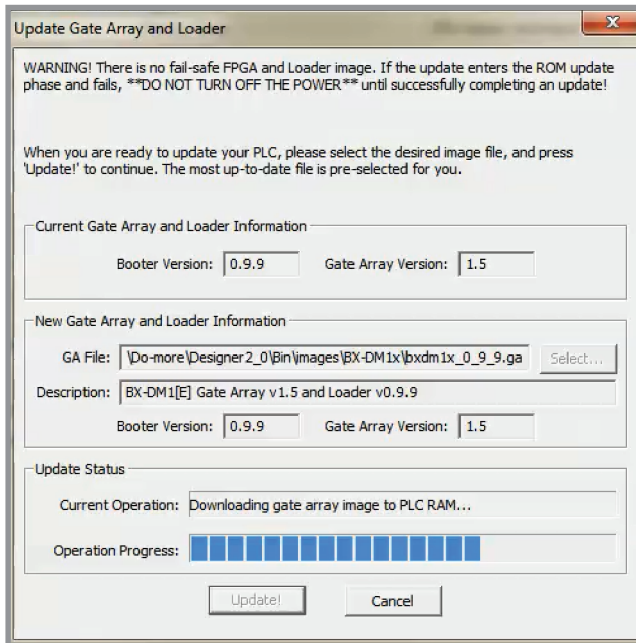 Update Gate Array and Loader
WARNING! There is no fail-safe FPGA and Loader image. If the update enters the ROM update
phase and fails, **DO NOT TURN OFF THE POWER** until successfully completing an update!
When you are ready to update your PLC, please select the desired image file, and press
'Update!' to continue. The most up-to-date file is pre-selected for you.
Current Gate Array and Loader Information
Booter Version: 0.9.9 Gate Array Version: 1.5
New Gate Array and Loader Information
GA File: \Do-more\Designer2_0\Bin\images\BX-DM1x\bxdm1x_0_9_9.ga Select...
Description: BX-DM1[E] Gate Array v1.5 and Loader v0.9.9
Booter Version: 0.9.9 Gate Array Version: 1.5
Update Status
Current Operation: Downloading gate array image to PLC RAM...
Operation Progress:
Update! Cancel